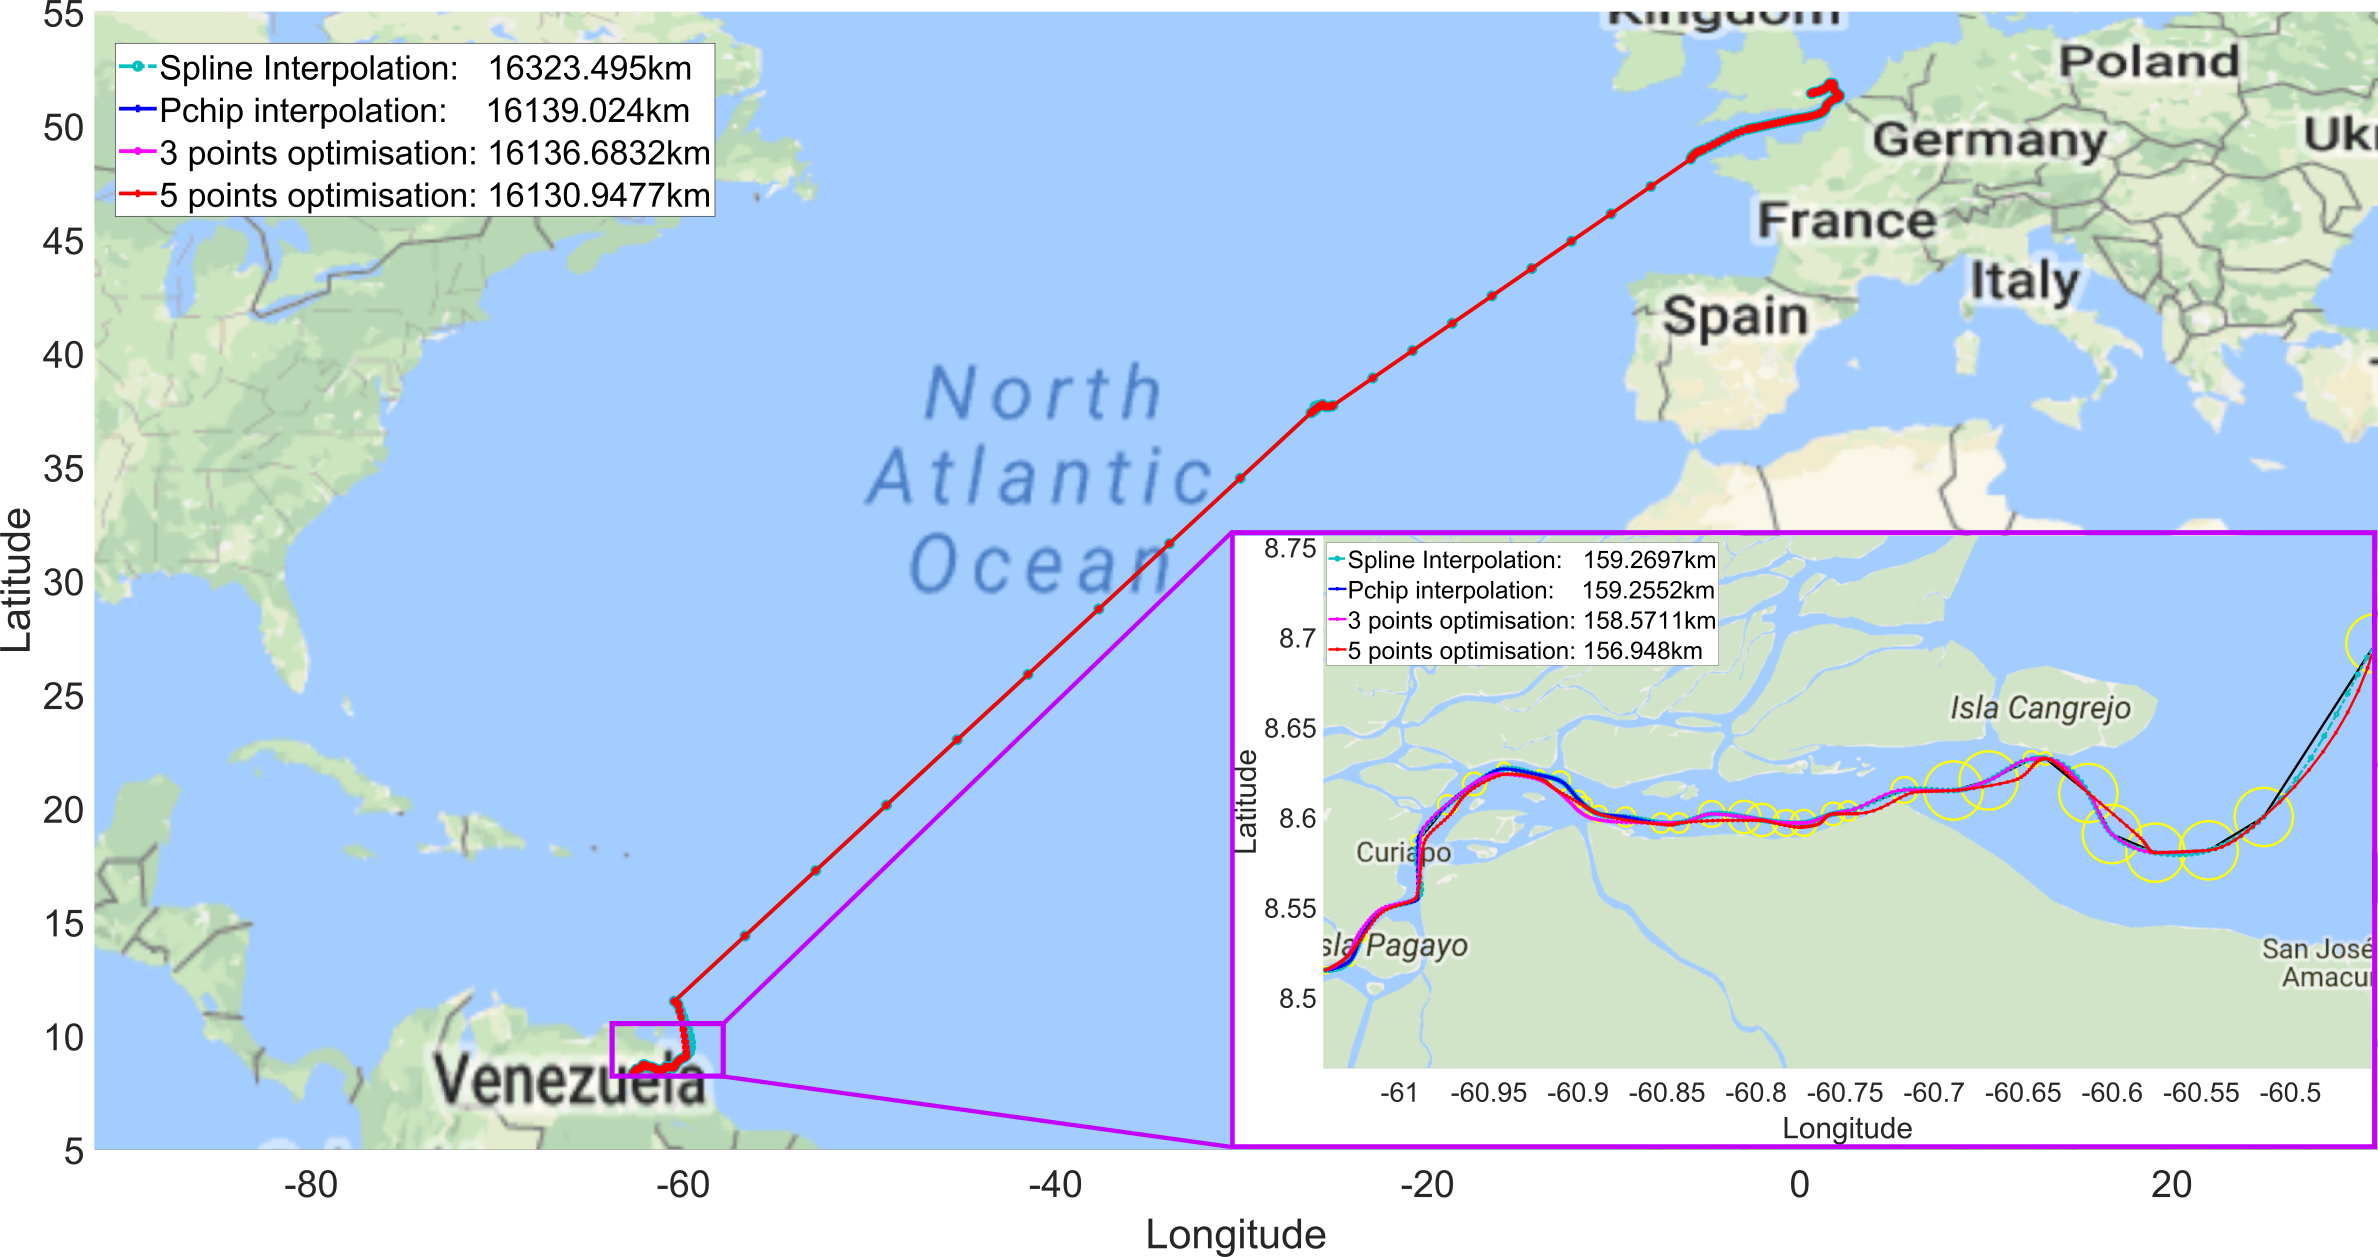 55
50
45
40
35
30
25
20
15
10
5
Latitude
Spline Interpolation: 16323.495km
Pchip interpolation: 16139.024km
3 points optimisation: 16136.6832km
5 points optimisation: 16130.9477km
Kingdom
Poland
Germany
Uk
France
Italy
Spain
North
Atlantic
Ocean
Venezuela
8.75
8.7
8.65
8.6
8.55
8.5
Latitude
Spline Interpolation: 159.2697km
Pchip interpolation: 159.2552km
3 points optimisation: 158.5711km
5 points optimisation: 156.948km
Isla Cangrejo
Curiapo
sla Pagayo
San José
Amacu
-61 -60.95 -60.9 -60.85 -60.8 -60.75 -60.7 -60.65 -60.6 -60.55 -60.5
Longitude
-80 -60 -40 -20 0 20
Longitude